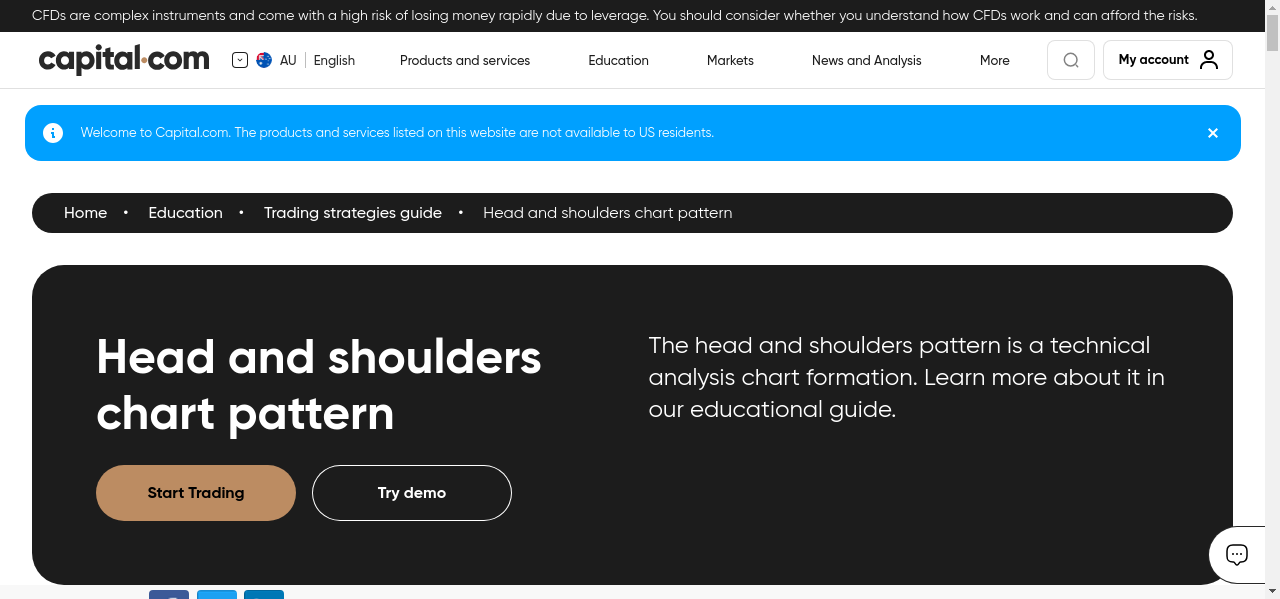 CFDs are complex instruments and come with a high risk of losing money rapidly due to leverage. You should consider whether you understand how CFDs work and can afford the risks.
capital.com AU English Products and services Education Markets News and Analysis More My account
Welcome to Capital.com. The products and services listed on this website are not available to US residents.
Home • Education • Trading strategies guide • Head and shoulders chart pattern
Head and shoulders
chart pattern
The head and shoulders pattern is a technical
analysis chart formation. Learn more about it in
our educational guide.
Start Trading Try demo